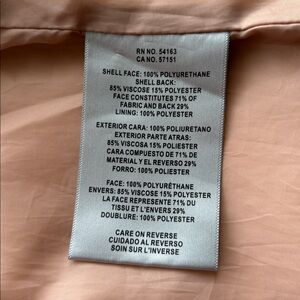 RN NO. 54163
CA NO. 57151
SHELL FACE: 100% POLYURETHANE
SHELL BACK:
85% VISCOSE 15% POLYESTER
FACE CONSTITUTES 71% OF
FABRIC AND BACK 29%
LINING: 100% POLYESTER
EXTERIOR CARA: 100% POLIURETANO
EXTERIOR PARTE ATRAS:
85% VISCOSA 15% POLIESTER
CARA COMPUESTO DE 71% DE
MATERIAL Y EL REVERSO 29%
FORRO: 100% POLIESTER
FACE: 100% POLYURÉTHANE
ENVERS: 85% VISCOSE 15% POLYESTER
LA FACE REPRESENTE 71% DU
TISSU ET L'ENVERS 29%
DOUBLURE: 100% POLYESTER
CARE ON REVERSE
CUIDADO AL REVERSO
SOIN SUR L'INVERSE